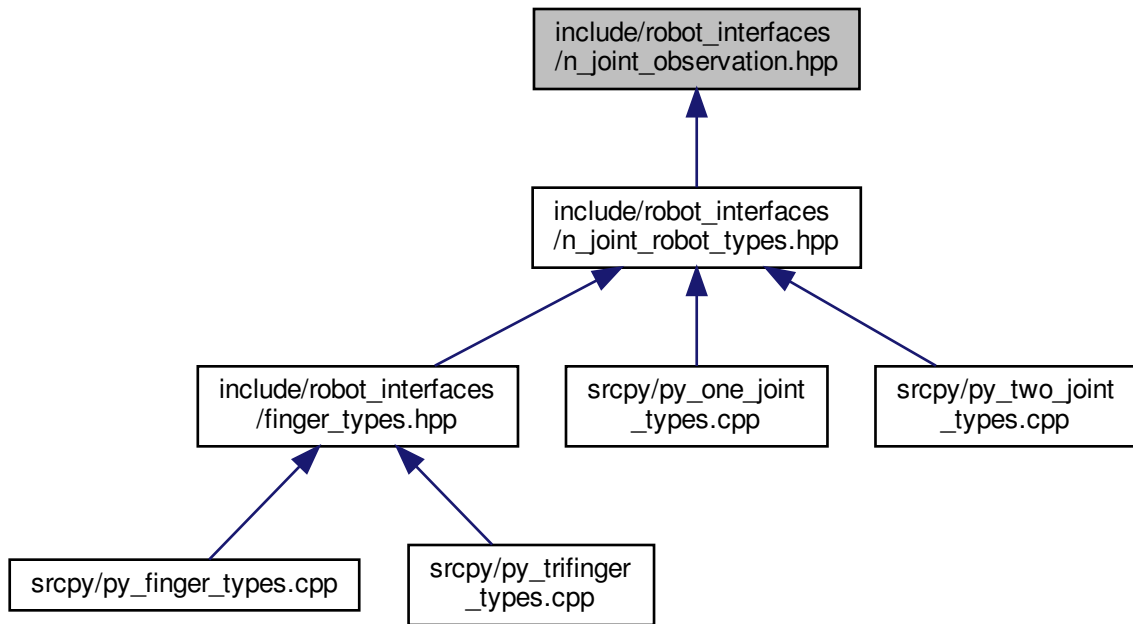 include/robot_interfaces
/n_joint_observation.hpp
include/robot_interfaces
/n_joint_robot_types.hpp
include/robot_interfaces
/finger_types.hpp
srcpy/py_one_joint
_types.cpp
srcpy/py_two_joint
_types.cpp
srcpy/py_finger_types.cpp
srcpy/py_trifinger
_types.cpp